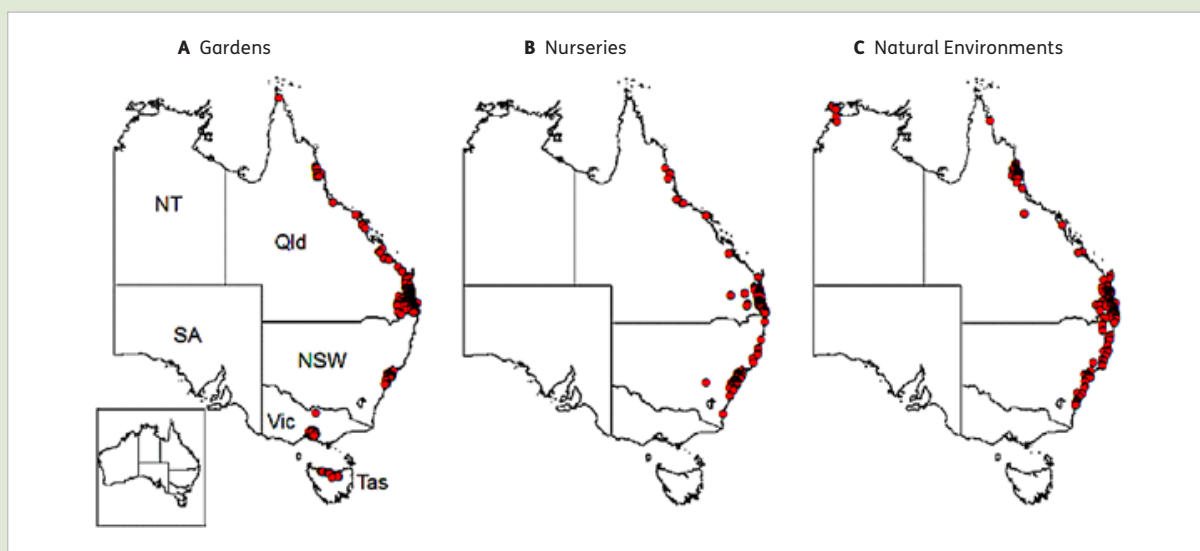 A Gardens
B Nurseries
C Natural Environments
NT
Qld
SA
NSW
Vic
Tas